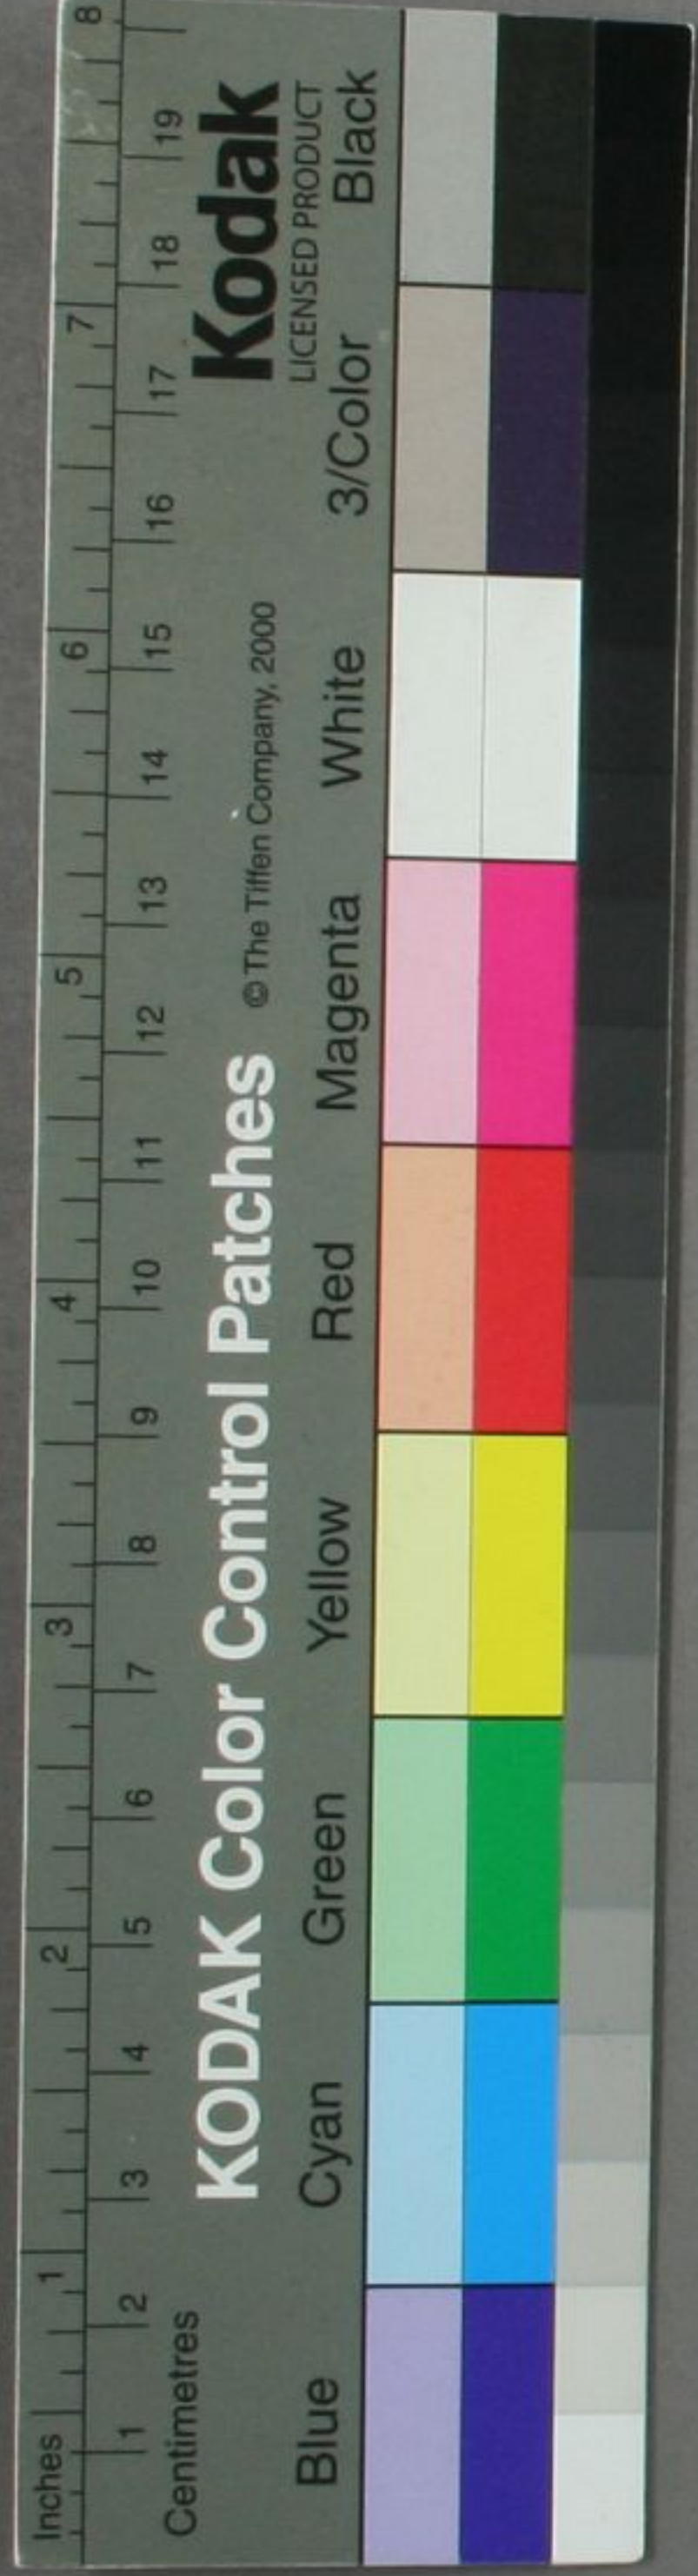 Inches 1 2 3 4 5 6 7 8
Centimetres 1 2 3 4 5 6 7 8 9 10 11 12 13 14 15 16 17 18 19
KODAK Color Control Patches © The Tiffen Company, 2000 Kodak
LICENSED PRODUCT
Blue Cyan Green Yellow Red Magenta White 3/Color Black